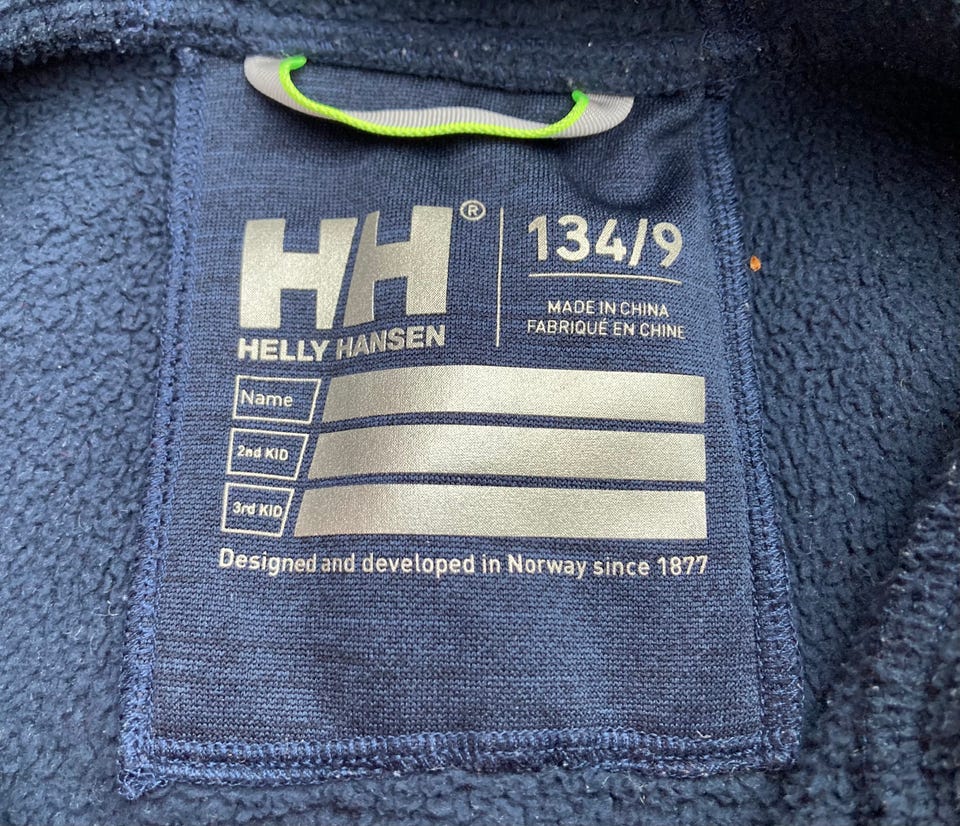 HH®
HELLY HANSEN
134/9
MADE IN CHINA
FABRIQUÉ EN CHINE
Name
2nd KID
3rd KID
Designed and developed in Norway since 1877